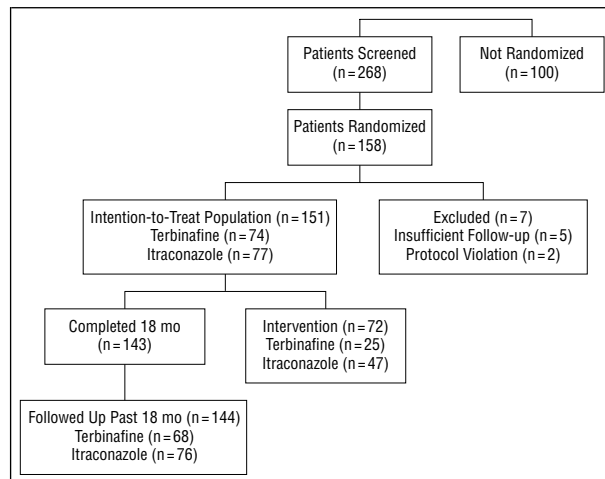 Patients Screened
(n=268)
Not Randomized
(n=100)
Patients Randomized
(n=158)
Intention-to-Treat Population (n=151)
Terbinafine (n=74)
Itraconazole (n=77)
Excluded (n=7)
Insufficient Follow-up (n=5)
Protocol Violation (n=2)
Completed 18 mo
(n=143)
Intervention (n=72)
Terbinafine (n=25)
Itraconazole (n=47)
Followed Up Past 18 mo (n=144)
Terbinafine (n=68)
Itraconazole (n=76)